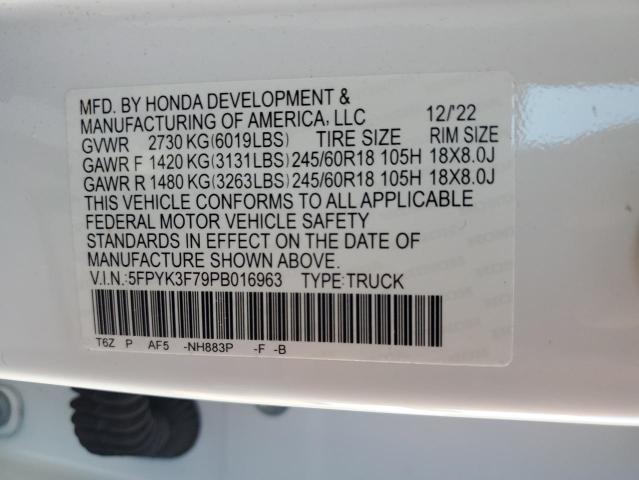 MFD. BY HONDA DEVELOPMENT &
MANUFACTURING OF AMERICA, LLC 12/'22
GVWR 2730 KG(6019LBS) TIRE SIZE RIM SIZE
GAWR F 1420 KG(3131LBS)245/60R18 105H 18X8.0J
GAWR R 1480 KG(3263LBS)245/60R18 105H 18X8.0J
THIS VEHICLE CONFORMS TO ALL APPLICABLE
FEDERAL MOTOR VEHICLE SAFETY
STANDARDS IN EFFECT ON THE DATE OF
MANUFACTURE SHOWN ABOVE.
V.I.N.:5FPYK3F79PB016963 TYPE:TRUCK
T6Z P AF5 -NH883P -F -B